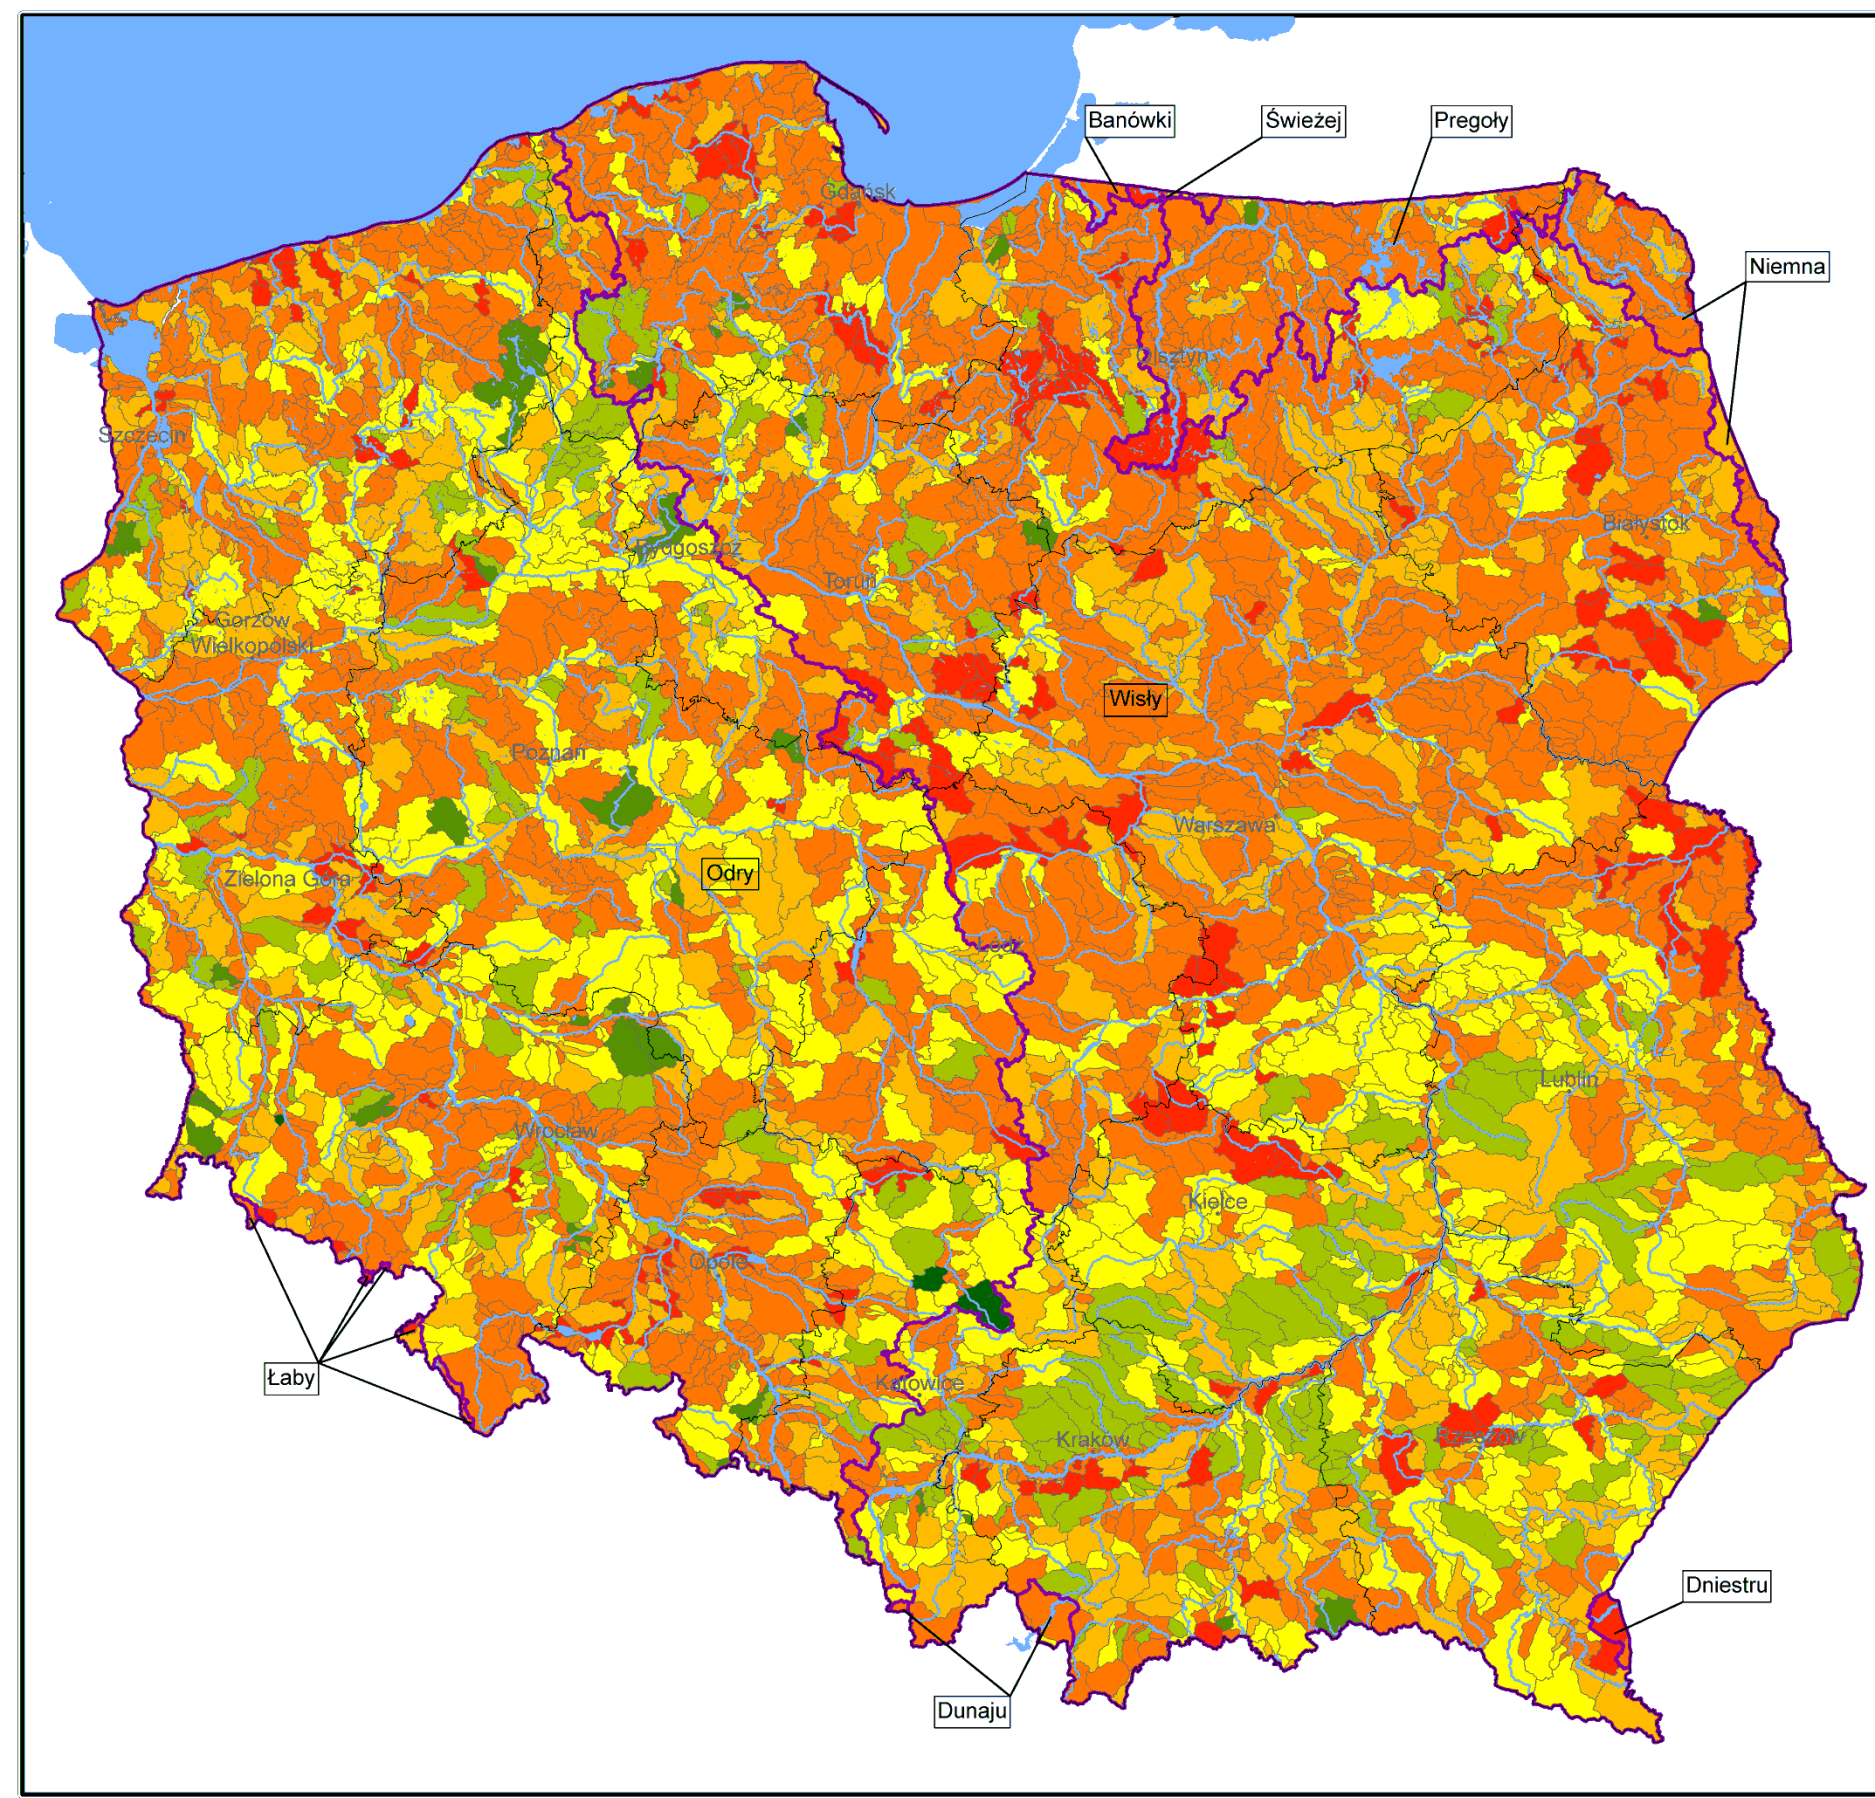 Banówki
Świeżej
Pregoły
Gdańsk
Niemna
Olsztyn
Szczecin
Białystok
Bydgoszcz
Toruń
Gorzów
Wielkopolski
Wisły
Poznań
Warszawa
Odry
Zielona Góra
Łódź
Lublin
Wrocław
Kielce
Opole
Łaby
Katowice
Kraków
Rzeszów
Dniestru
Dunaju